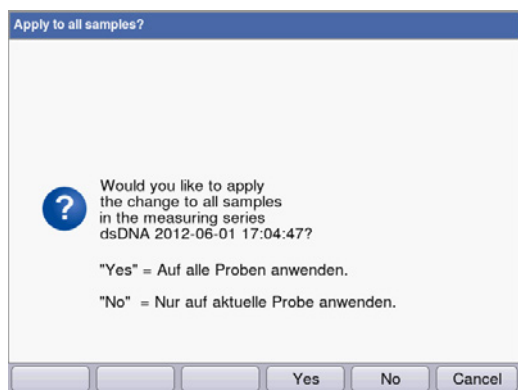 Apply to all samples?
?
Would you like to apply
the change to all samples
in the measuring series
dsDNA 2012-06-01 17:04:47?
"Yes" = Auf alle Proben anwenden.
"No" = Nur auf aktuelle Probe anwenden.
Yes No Cancel